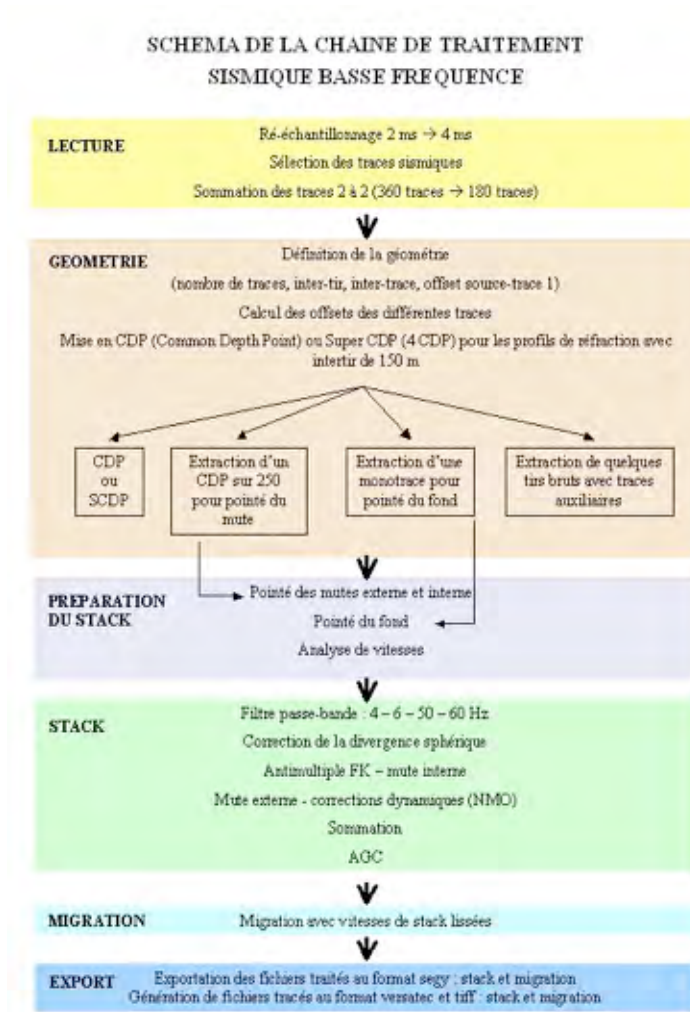 SCHEMA DE LA CHAINE DE TRAITEMENT
SISMIQUE BASSE FREQUENCE
LECTURE
Ré-échantillonnage 2 ms → 4 ms
Sélection des traces sismiques
Sommation des traces 2 à 2 (360 traces → 180 traces)
GEOMETRIE
Définition de la géométrie
(nombre de traces, inter-tir, inter-trace, offset source-trace 1)
Calcul des offsets des différentes traces
Mise en CDP (Common Depth Point) ou Super CDP (4 CDP) pour les profils de réfraction avec
intertir de 150 m
CDP
ou
SCDP
Extraction d'un
CDP sur 250
pour pointé du
mute
Extraction d'une
monotrace pour
pointé du fond
Extraction de quelques
tirs bruts avec traces
auxiliaires
PREPARATION
DU STACK
Pointé des mutes externe et interne
Pointé du fond
Analyse de vitesses
STACK
Filtre passe-bande : 4 – 6 – 50 – 60 Hz
Correction de la divergence sphérique
Antimultiple FK – mute interne
Mute externe - corrections dynamiques (NMO)
Sommation
AGC
MIGRATION
Migration avec vitesses de stack lissées
EXPORT
Exportation des fichiers traités au format segy : stack et migration
Génération de fichiers tracés au format versatec et tiff : stack et migration